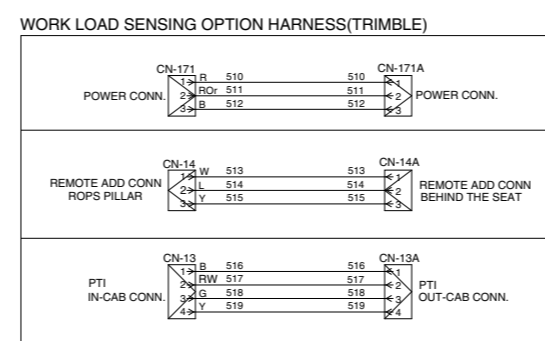 WORK LOAD SENSING OPTION HARNESS(TRIMBLE)
CN-171 CN-171A
1 R 510 510 1
POWER CONN. 2 ROr 511 511 2 POWER CONN.
3 B 512 512 3
CN-14 CN-14A
1 W 513 513 1
REMOTE ADD CONN 2 L 514 514 2 REMOTE ADD CONN
ROPS PILLAR 3 Y 515 515 3 BEHIND THE SEAT
CN-13 CN-13A
1 B 516 516 1
PTI 2 RW 517 517 2 PTI
IN-CAB CONN. 3 G 518 518 3 OUT-CAB CONN.
4 Y 519 519 4